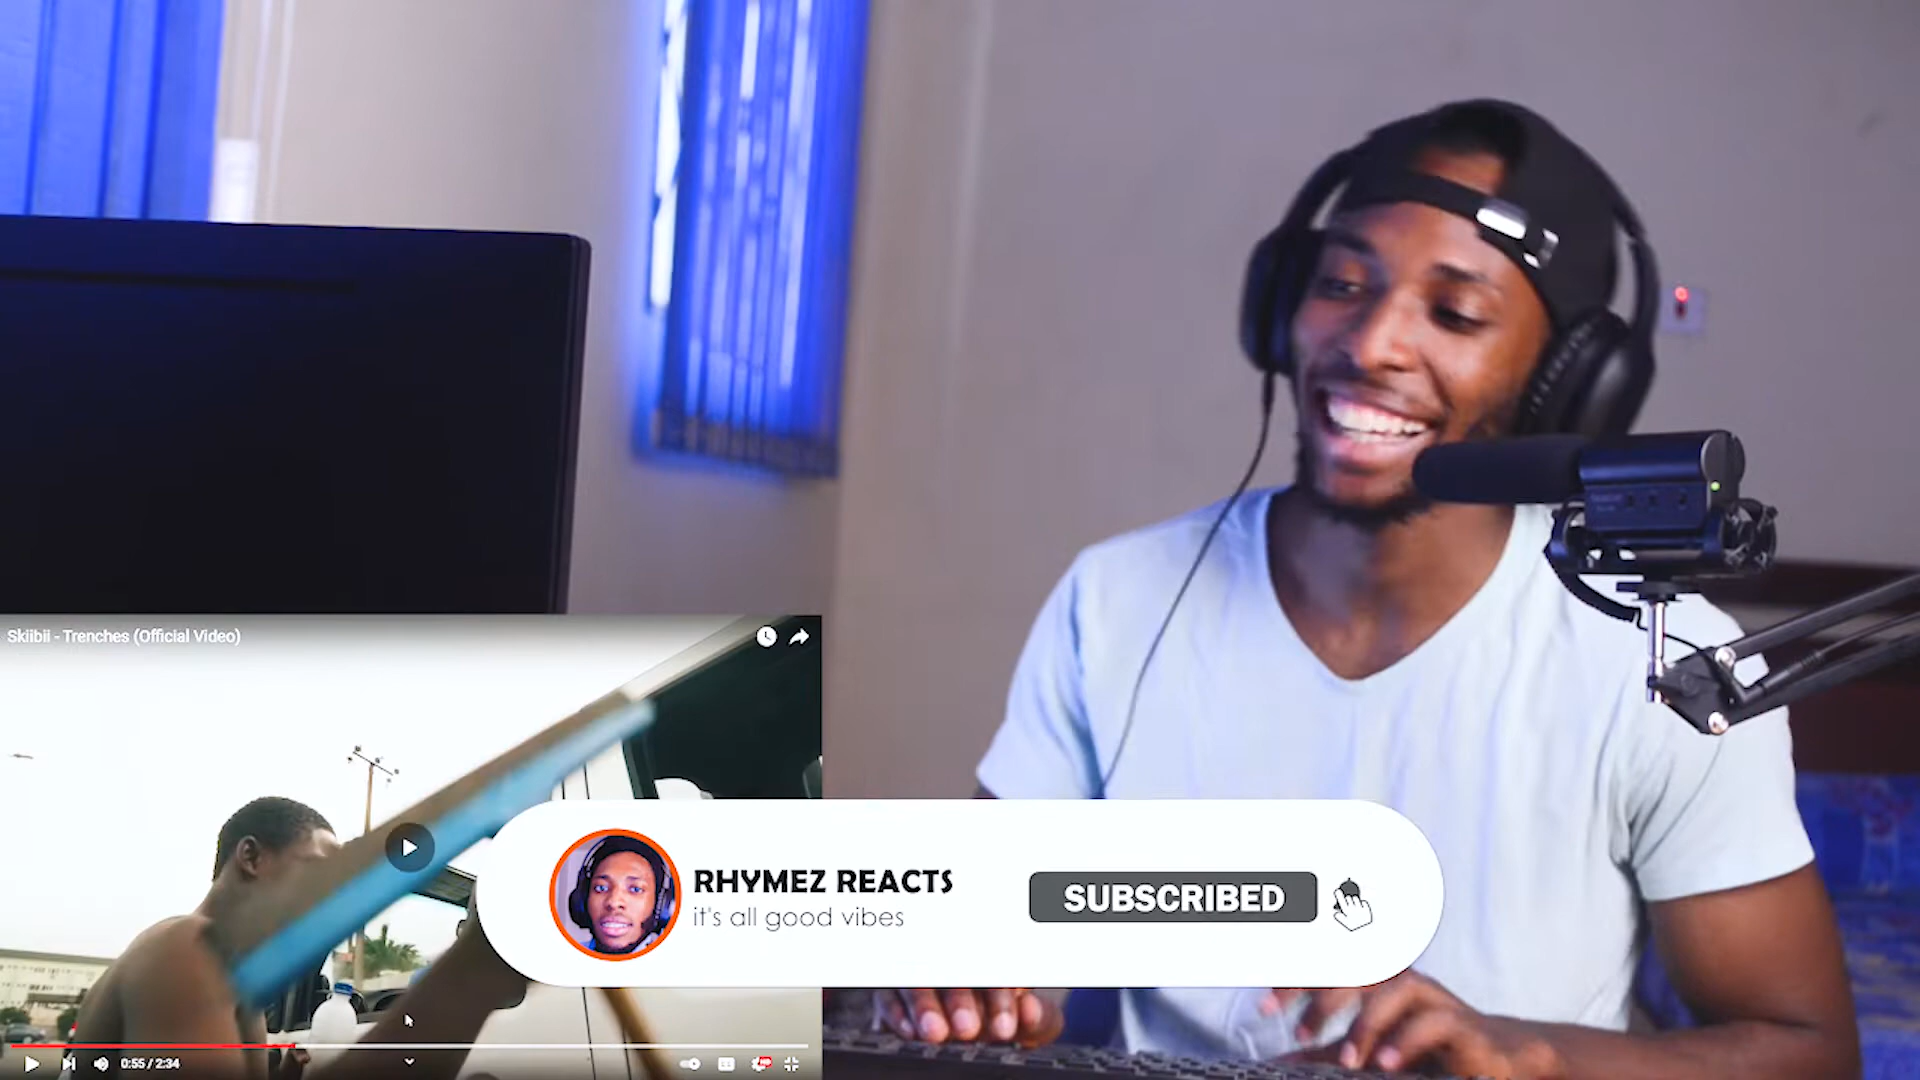 Skiibii - Trenches (Official Video)
RHYMEZ REACTS
it's all good vibes
SUBSCRIBED
0:55 / 2:34